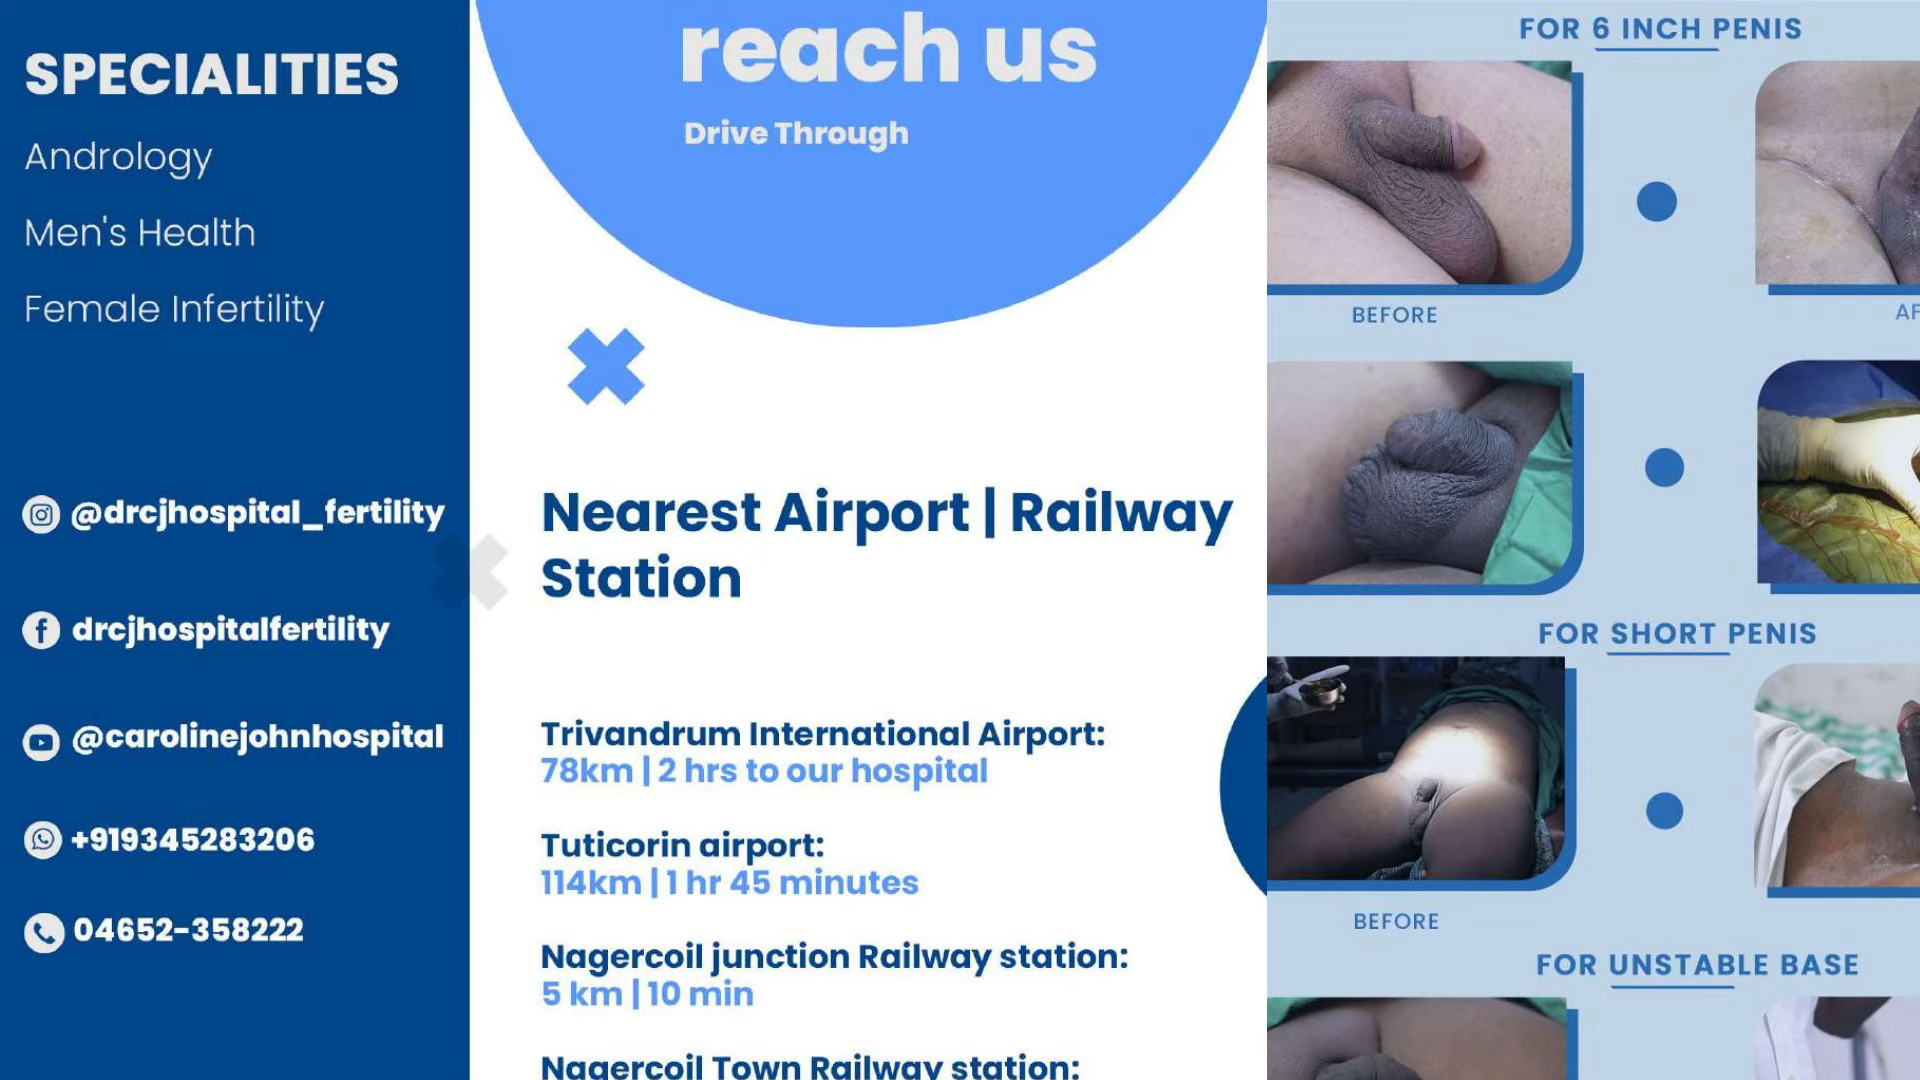 SPECIALITIES
Andrology
Men's Health
Female Infertility
@drcjhospital_fertility
drcjhospitalfertility
@carolinejohnhospital
+919345283206
04652-358222
reach us
Drive Through
Nearest Airport | Railway
Station
Trivandrum International Airport:
78km | 2 hrs to our hospital
Tuticorin airport:
114km | 1 hr 45 minutes
Nagercoil junction Railway station:
5 km | 10 min
Nagercoil Town Railway station:
FOR 6 INCH PENIS
BEFORE
AF
FOR SHORT PENIS
BEFORE
FOR UNSTABLE BASE